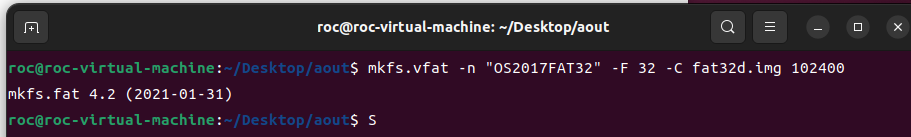 roc@roc-virtual-machine: ~/Desktop/aout
roc@roc-virtual-machine:~/Desktop/aout$ mkfs.vfat -n "OS2017FAT32" -F 32 -C fat32d.img 102400
mkfs.fat 4.2 (2021-01-31)
roc@roc-virtual-machine:~/Desktop/aout$ S